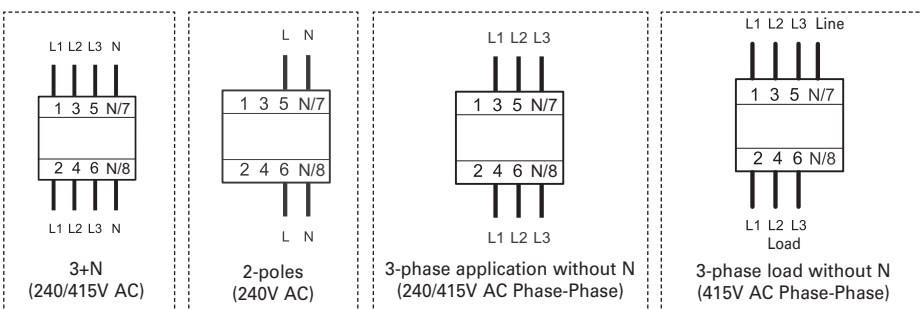 L1 L2 L3 N
1 3 5 N/7
2 4 6 N/8
L1 L2 L3 N
3+N
(240/415V AC)
L N
1 3 5 N/7
2 4 6 N/8
L N
2-poles
(240V AC)
L1 L2 L3
1 3 5 N/7
2 4 6 N/8
L1 L2 L3
3-phase application without N
(240/415V AC Phase-Phase)
L1 L2 L3 Line
1 3 5 N/7
2 4 6 N/8
L1 L2 L3
Load
3-phase load without N
(415V AC Phase-Phase)